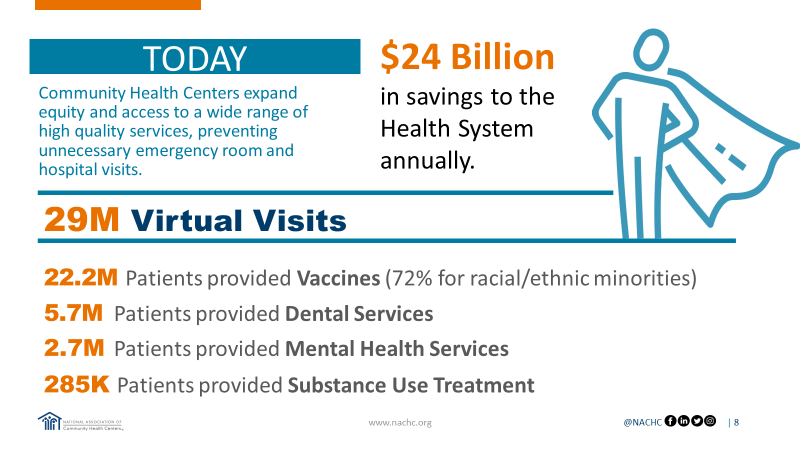 TODAY
Community Health Centers expand
equity and access to a wide range of
high quality services, preventing
unnecessary emergency room and
hospital visits.
$24 Billion
in savings to the
Health System
annually.
29M Virtual Visits
22.2M Patients provided Vaccines (72% for racial/ethnic minorities)
5.7M Patients provided Dental Services
2.7M Patients provided Mental Health Services
285K Patients provided Substance Use Treatment
NATIONAL ASSOCIATION OF
Community Health Centers
www.nachc.org
@NACHC | 8